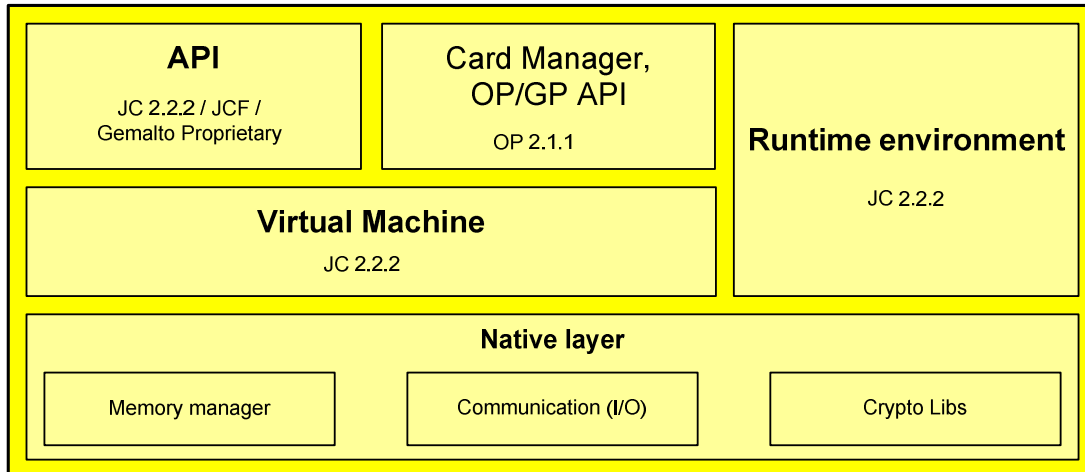 API
JC 2.2.2 / JCF /
Gemalto Proprietary
Card Manager,
OP/GP API
OP 2.1.1
Runtime environment
JC 2.2.2
Virtual Machine
JC 2.2.2
Native layer
Memory manager
Communication (I/O)
Crypto Libs